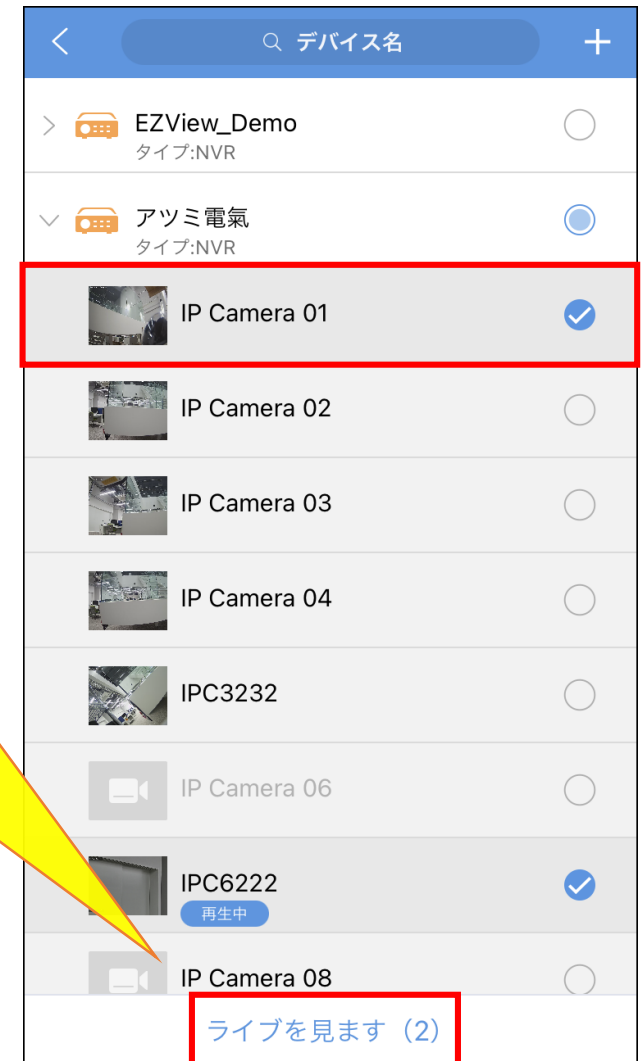 デバイス名
EZView_Demo
タイプ:NVR
アツミ電氣
タイプ:NVR
IP Camera 01
IP Camera 02
IP Camera 03
IP Camera 04
IPC3232
IP Camera 06
IPC6222
再生中
IP Camera 08
ライブを見ます（2）